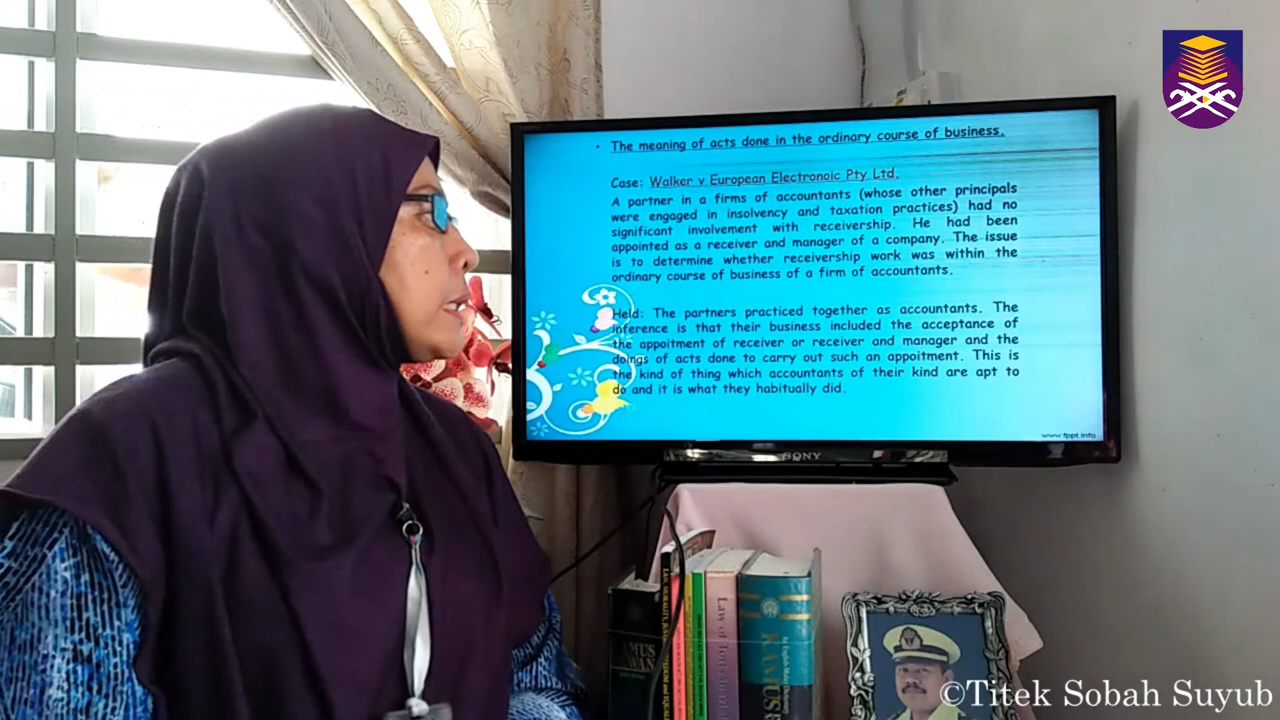 • The meaning of acts done in the ordinary course of business.
Case: Walker v European Electronoic Pty Ltd.
A partner in a firms of accountants (whose other principals
were engaged in insolvency and taxation practices) had no
significant involvement with receivership. He had been
appointed as a receiver and manager of a company. The issue
is to determine whether receivership work was within the
ordinary course of business of a firm of accountants.
Held: The partners practiced together as accountants. The
inference is that their business included the acceptance of
the appoitment of receiver or receiver and manager and the
doings of acts done to carry out such an appoitment. This is
the kind of thing which accountants of their kind are apt to
do and it is what they habitually did.
www.fppt.info
SONY
Law of Torts
KAMUS
©Titek Sobah Suyub